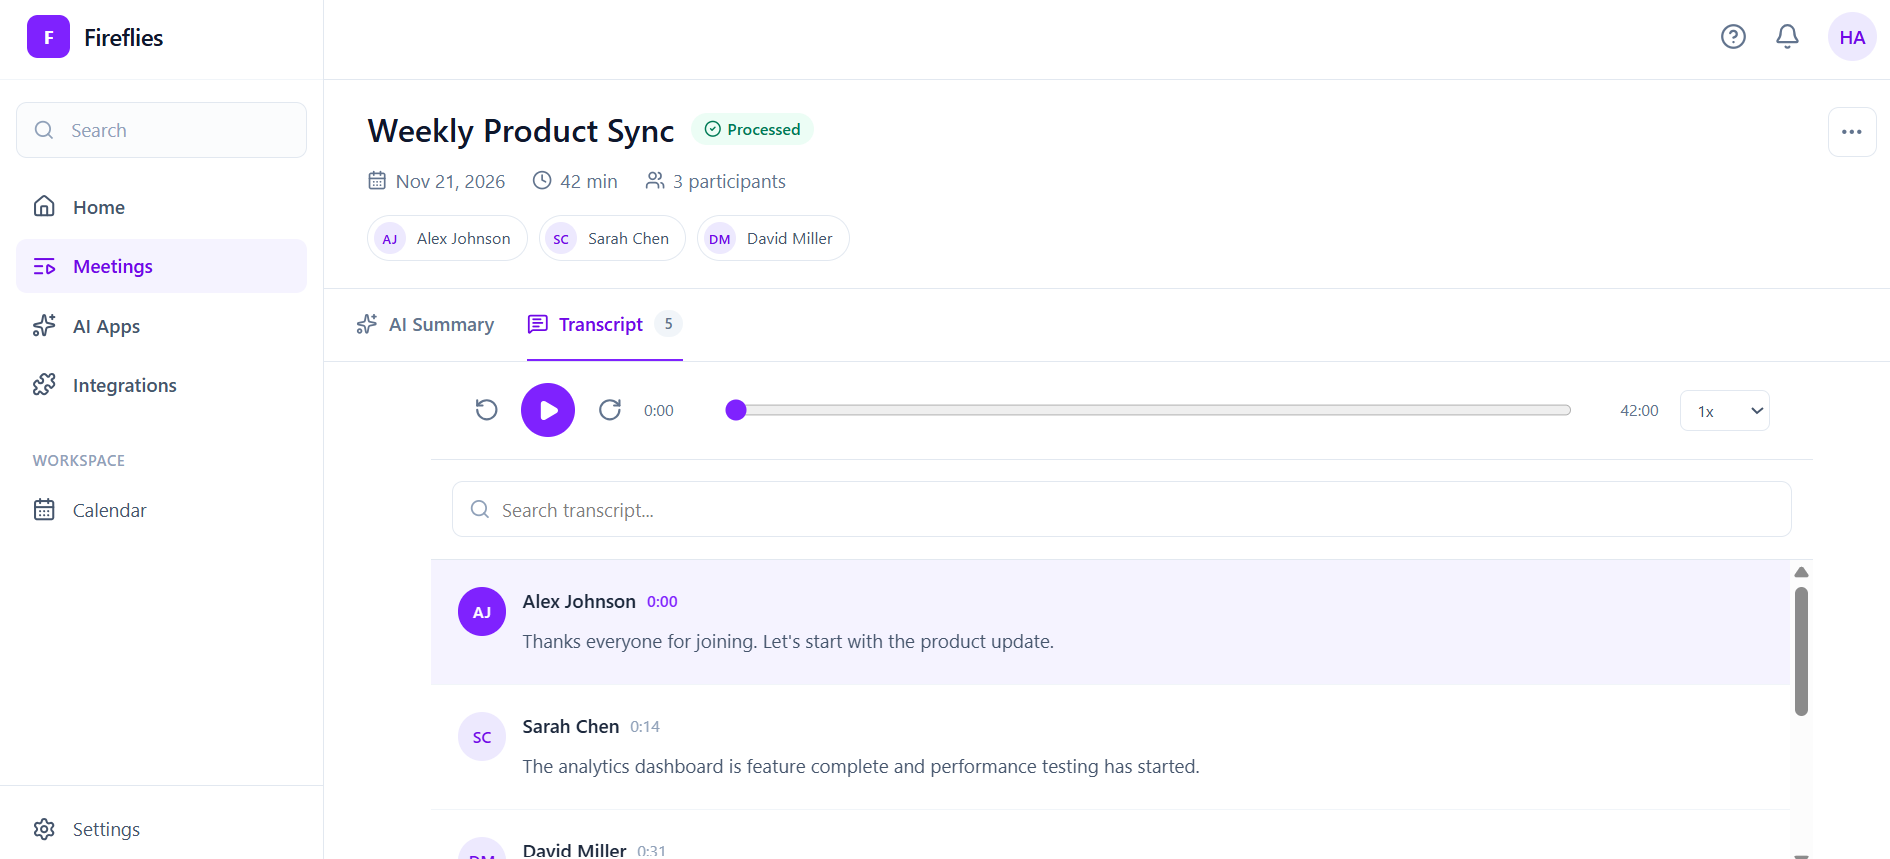 F Fireflies
HA
Search
Home
Meetings
AI Apps
Integrations
WORKSPACE
Calendar
Settings
Weekly Product Sync Processed
Nov 21, 2026 42 min 3 participants
AJ Alex Johnson SC Sarah Chen DM David Miller
AI Summary Transcript 5
0:00 42:00 1x
Search transcript...
AJ Alex Johnson 0:00
Thanks everyone for joining. Let's start with the product update.
SC Sarah Chen 0:14
The analytics dashboard is feature complete and performance testing has started.
DM David Miller 0:31